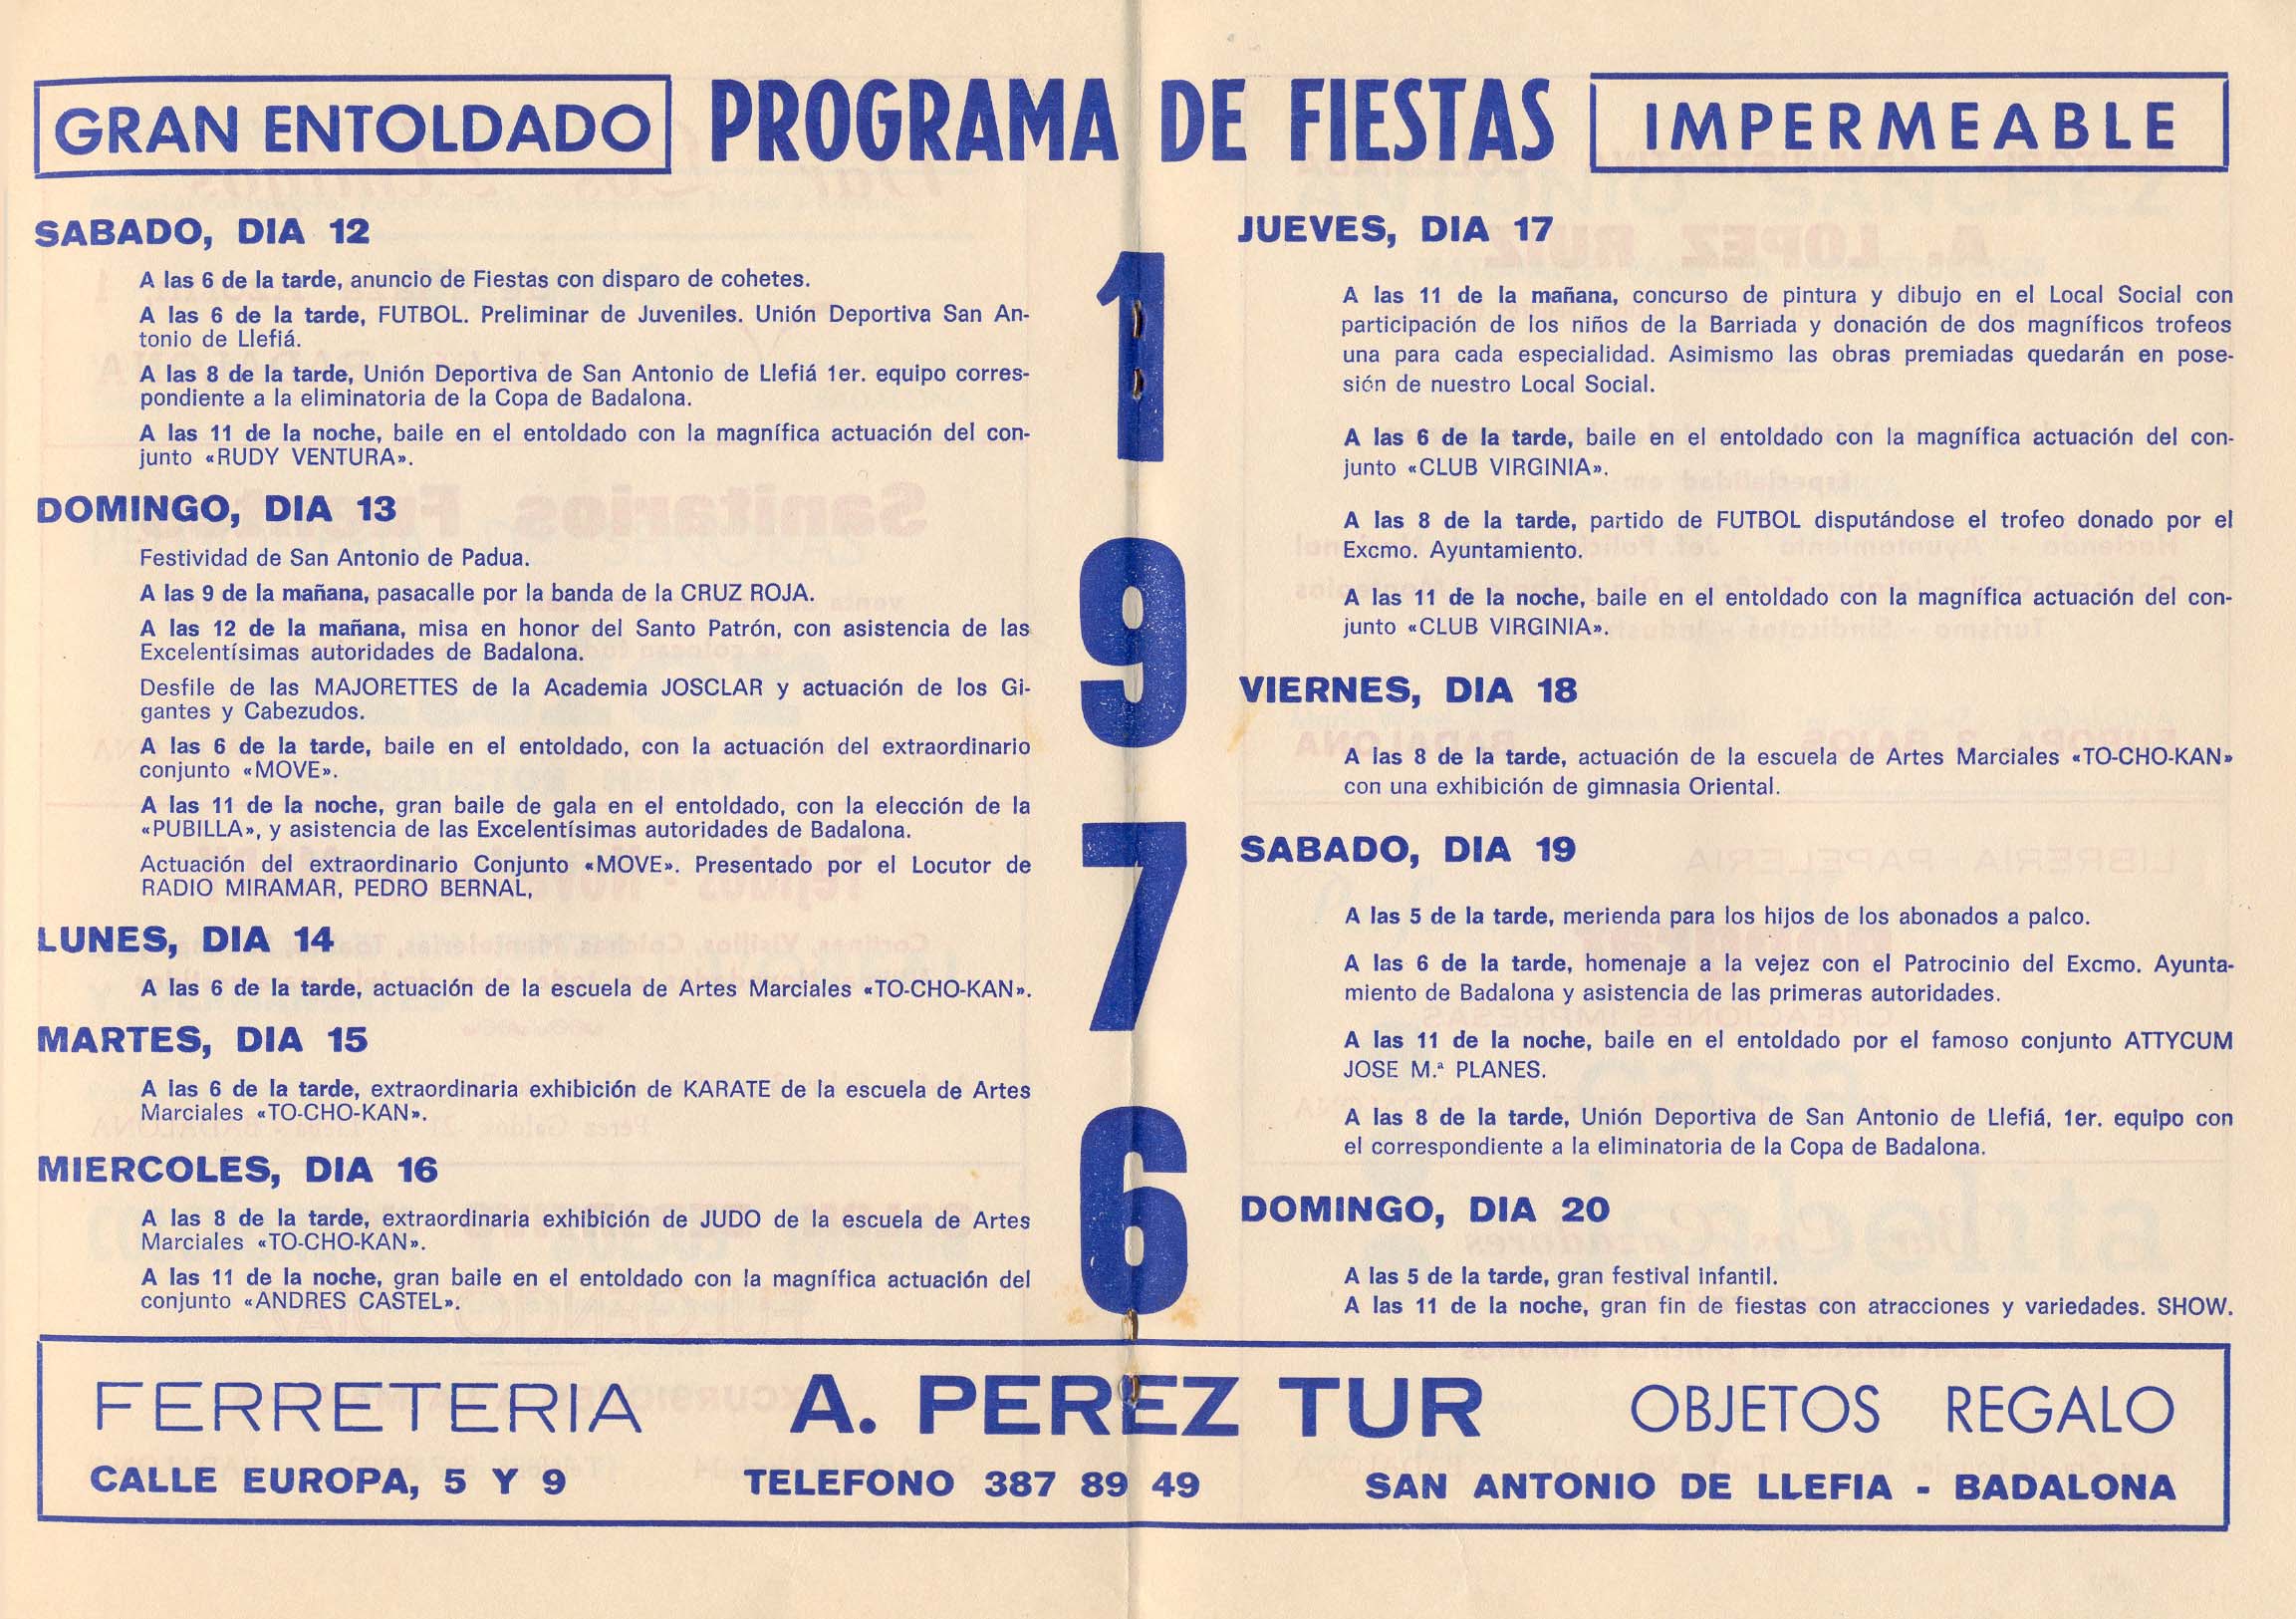 GRAN ENTOLDADO PROGRAMA DE FIESTAS IMPERMEABLE
SABADO, DIA 12
A las 6 de la tarde, anuncio de Fiestas con disparo de cohetes.
A las 6 de la tarde, FUTBOL. Preliminar de Juveniles. Unión Deportiva San An-
tonio de Llefiá.
A las 8 de la tarde, Unión Deportiva de San Antonio de Llefiá 1er. equipo corres-
pondiente a la eliminatoria de la Copa de Badalona.
A las 11 de la noche, baile en el entoldado con la magnífica actuación del con-
junto «RUDY VENTURA».
DOMINGO, DIA 13
Festividad de San Antonio de Padua.
A las 9 de la mañana, pasacalle por la banda de la CRUZ ROJA.
A las 12 de la mañana, misa en honor del Santo Patrón, con asistencia de las
Excelentísimas autoridades de Badalona.
Desfile de las MAJORETTES de la Academia JOSCLAR y actuación de los Gi-
gantes y Cabezudos.
A las 6 de la tarde, baile en el entoldado, con la actuación del extraordinario
conjunto «MOVE».
A las 11 de la noche, gran baile de gala en el entoldado, con la elección de la
«PUBILLA», y asistencia de las Excelentísimas autoridades de Badalona.
Actuación del extraordinario Conjunto «MOVE». Presentado por el Locutor de
RADIO MIRAMAR, PEDRO BERNAL,
LUNES, DIA 14
A las 6 de la tarde, actuación de la escuela de Artes Marciales «TO-CHO-KAN».
MARTES, DIA 15
A las 6 de la tarde, extraordinaria exhibición de KARATE de la escuela de Artes
Marciales «TO-CHO-KAN».
MIERCOLES, DIA 16
A las 8 de la tarde, extraordinaria exhibición de JUDO de la escuela de Artes
Marciales «TO-CHO-KAN».
A las 11 de la noche, gran baile en el entoldado con la magnífica actuación del
conjunto «ANDRES CASTEL».
1
9
7
6
JUEVES, DIA 17
A las 11 de la mañana, concurso de pintura y dibujo en el Local Social con
participación de los niños de la Barriada y donación de dos magníficos trofeos
una para cada especialidad. Asimismo las obras premiadas quedarán en pose-
sión de nuestro Local Social.
A las 6 de la tarde, baile en el entoldado con la magnífica actuación del con-
junto «CLUB VIRGINIA».
A las 8 de la tarde, partido de FUTBOL disputándose el trofeo donado por el
Excmo. Ayuntamiento.
A las 11 de la noche, baile en el entoldado con la magnífica actuación del con-
junto «CLUB VIRGINIA».
VIERNES, DIA 18
A las 8 de la tarde, actuación de la escuela de Artes Marciales «TO-CHO-KAN»
con una exhibición de gimnasia Oriental.
SABADO, DIA 19
A las 5 de la tarde, merienda para los hijos de los abonados a palco.
A las 6 de la tarde, homenaje a la vejez con el Patrocinio del Excmo. Ayunta-
miento de Badalona y asistencia de las primeras autoridades.
A las 11 de la noche, baile en el entoldado por el famoso conjunto ATTYCUM
JOSE M.ª PLANES.
A las 8 de la tarde, Unión Deportiva de San Antonio de Llefiá, 1er. equipo con
el correspondiente a la eliminatoria de la Copa de Badalona.
DOMINGO, DIA 20
A las 5 de la tarde, gran festival infantil.
A las 11 de la noche, gran fin de fiestas con atracciones y variedades. SHOW.
FERRETERIA A. PEREZ TUR OBJETOS REGALO
CALLE EUROPA, 5 Y 9 TELEFONO 387 89 49 SAN ANTONIO DE LLEFIA - BADALONA